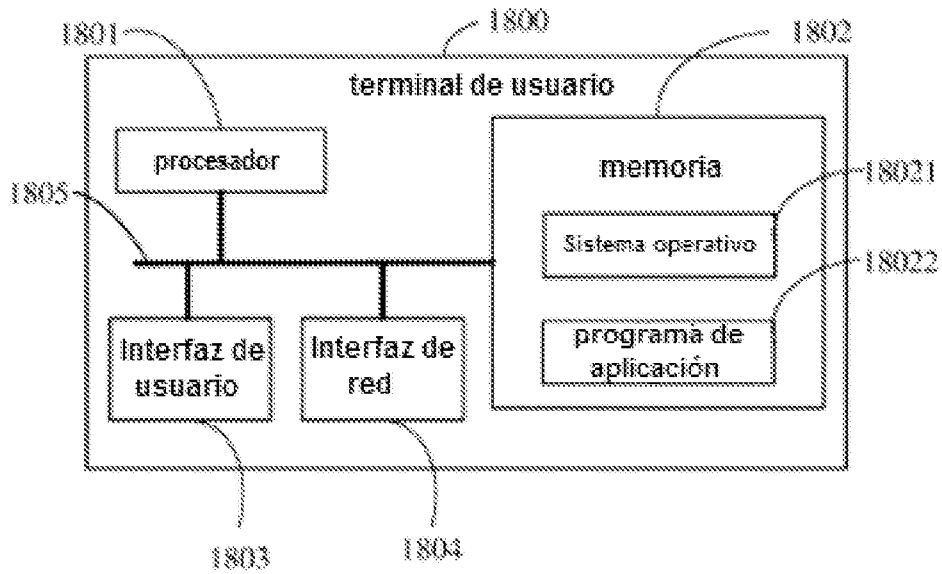 1801
1800
1802
terminal de usuario
procesador
memoria
1805
18021
Sistema operativo
18022
programa de
aplicación
Interfaz de
usuario
Interfaz de
red
1803
1804